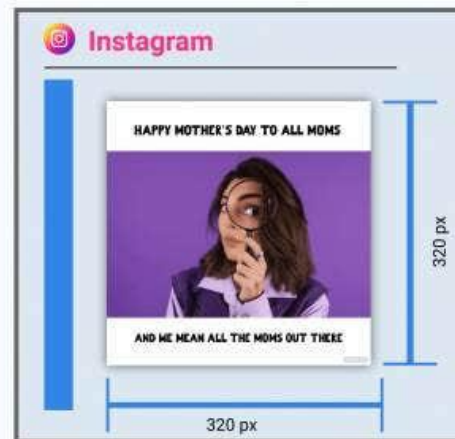 Instagram
HAPPY MOTHER'S DAY TO ALL MOMS
AND WE MEAN ALL THE MOMS OUT THERE
320 px
320 px